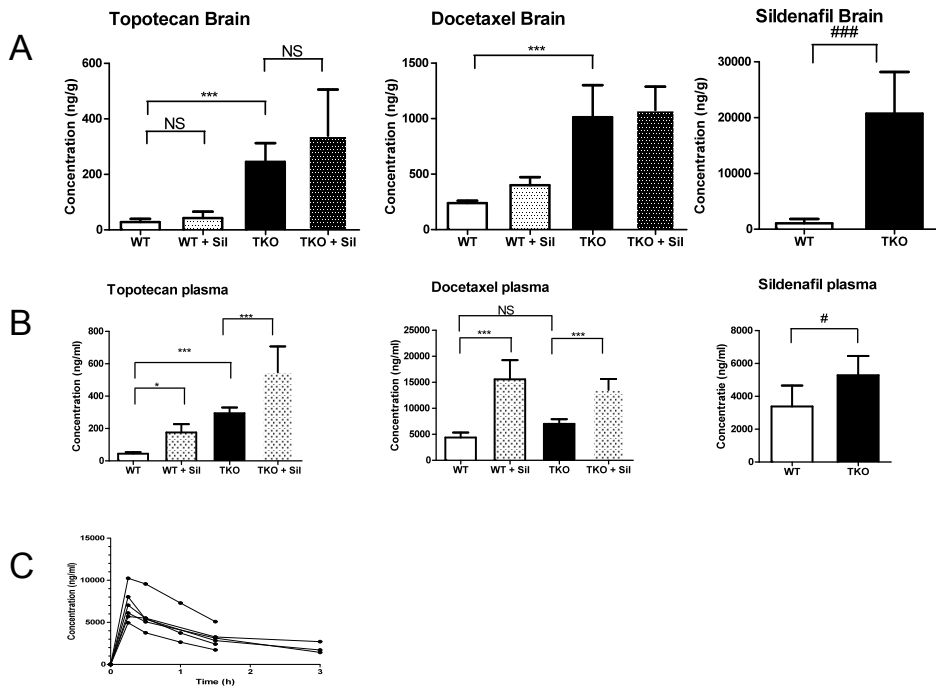 A
Topotecan Brain
Concentration (ng/g)
600
400
200
0
NS
***
NS
WT
WT + Sil
TKO
TKO + Sil
Docetaxel Brain
Concentration (ng/g)
1500
1000
500
0
***
WT
WT + Sil
TKO
TKO + Sil
Sildenafil Brain
Concentration (ng/g)
30000
20000
10000
0
###
WT
TKO
B
Topotecan plasma
Concentration (ng/ml)
800
600
400
200
0
***
***
*
WT
WT + Sil
TKO
TKO + Sil
Docetaxel plasma
Concentration (ng/ml)
25000
20000
15000
10000
5000
0
NS
***
***
WT
WT + Sil
TKO
TKO + Sil
Sildenafil plasma
Concentratie (ng/ml)
8000
6000
4000
2000
0
#
WT
TKO
C
Concentration (ng/ml)
15000
10000
5000
0
0
1
2
3
Time (h)